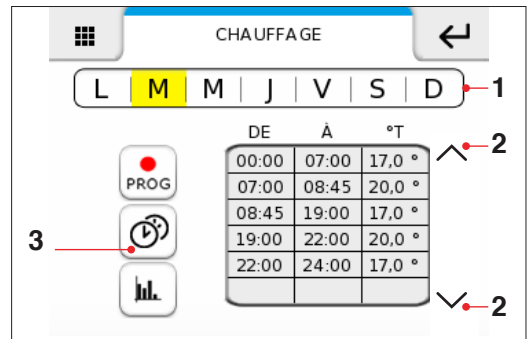 CHAUFFAGE
L | M | M | J | V | S | D
1
DE À °T
2
00:00 07:00 17,0 °
PROG
07:00 08:45 20,0 °
08:45 19:00 17,0 °
3
19:00 22:00 20,0 °
22:00 24:00 17,0 °
2